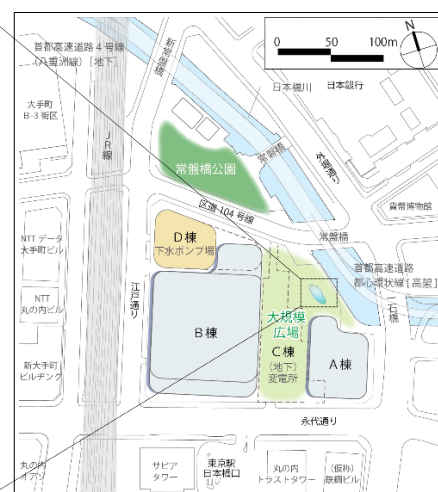 N
0 50 100m
首都高速道路4号線
(八重洲線)[地下]
新常盤橋
日本橋川
日本銀行
大手町
B-3街区
JR線
常盤橋
外堀通り
常盤橋公園
貨幣博物館
区道104号線
常盤橋
D棟
下水ポンプ場
NTTデータ
大手町ビル
首都高速道路
都心環状線[高架]
江戸通り
NTT
丸の内ビル
一石橋
大規模
広場
B棟
C棟
(地下)
変電所
A棟
新大手町
ビルヂング
永代通り
丸の内
オアゾ
サピア
タワー
東京駅
日本橋口
丸の内
トラストタワー
(仮称)
鉃鋼ビル